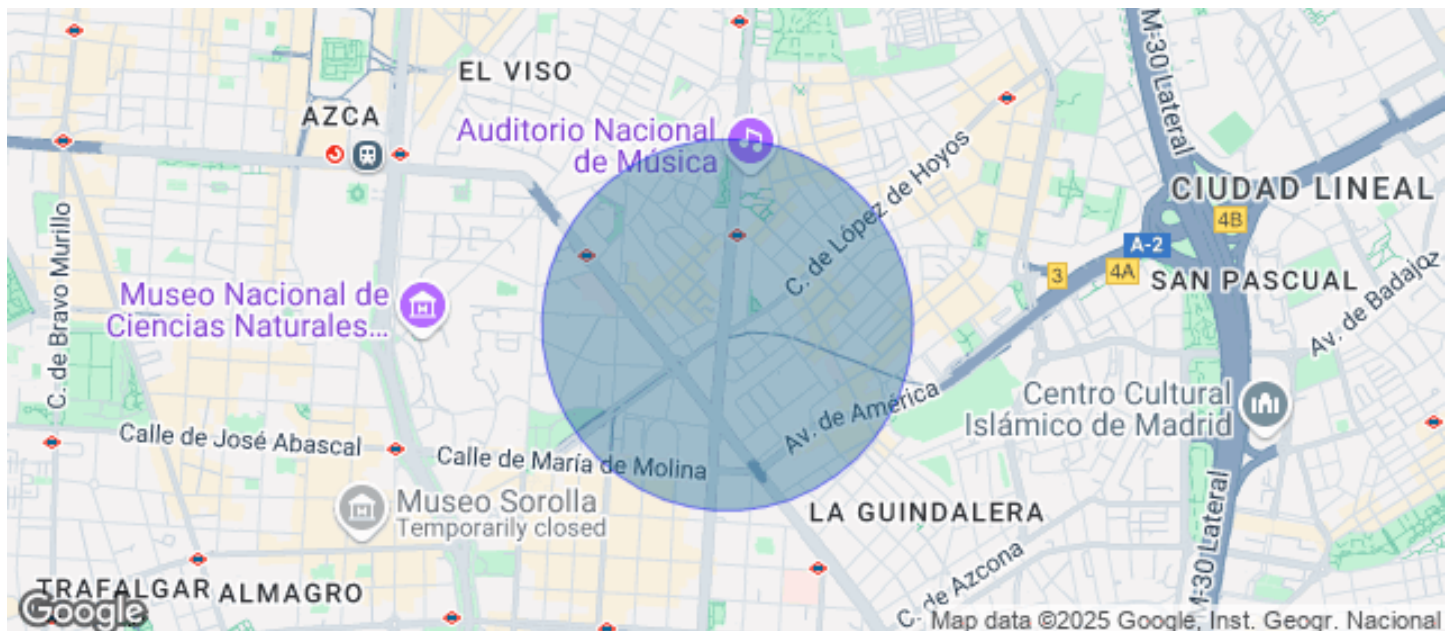 EL VISO
AZCA
Auditorio Nacional
de Música
C. de López de Hoyos
M-30 Lateral
CIUDAD LINEAL
4B
A-2
4A
3
SAN PASCUAL
Av. de Badajoz
C. de Bravo Murillo
Museo Nacional de
Ciencias Naturales...
Centro Cultural
Islámico de Madrid
Av. de América
Calle de José Abascal
Calle de María de Molina
Museo Sorolla
Temporarily closed
LA GUINDALERA
C. de Azcona
M-30 Lateral
TRAFALGAR
ALMAGRO
Google
Map data ©2025 Google, Inst. Geogr. Nacional